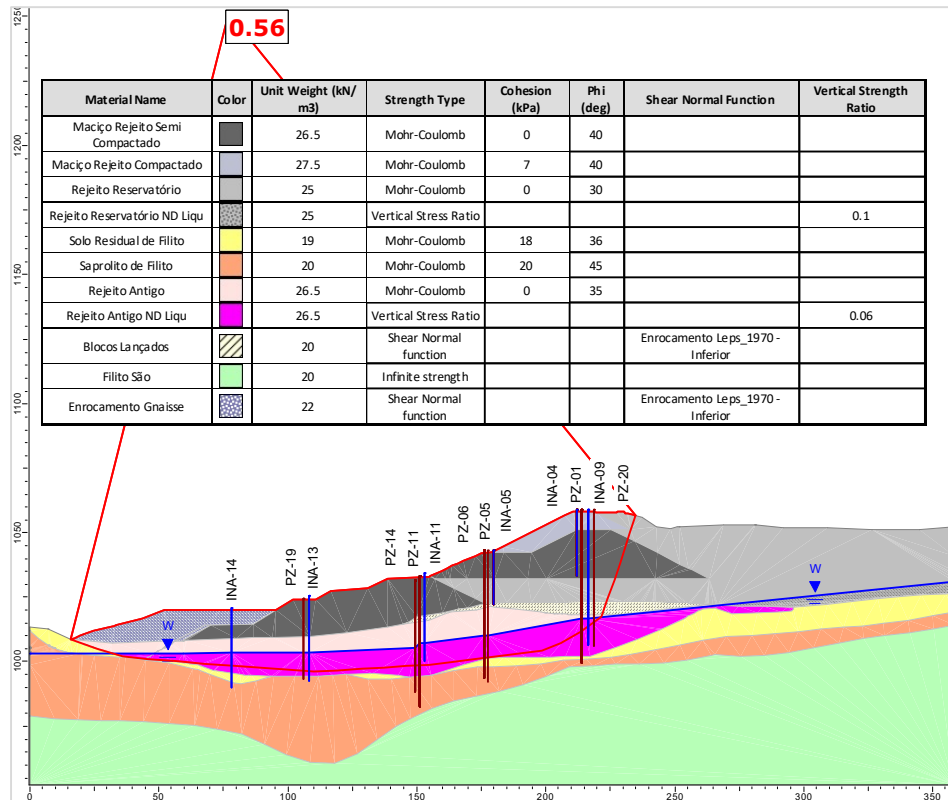 0.56
Material Name Color Unit Weight (kN/m3) Strength Type Cohesion (kPa) Phi (deg) Shear Normal Function Vertical Strength Ratio
Maciço Rejeito Semi Compactado 26.5 Mohr-Coulomb 0 40
Maciço Rejeito Compactado 27.5 Mohr-Coulomb 7 40
Rejeito Reservatório 25 Mohr-Coulomb 0 30
Rejeito Reservatório ND Liqu 25 Vertical Stress Ratio 0.1
Solo Residual de Filito 19 Mohr-Coulomb 18 36
Saprolito de Filito 20 Mohr-Coulomb 20 45
Rejeito Antigo 26.5 Mohr-Coulomb 0 35
Rejeito Antigo ND Liqu 26.5 Vertical Stress Ratio 0.06
Blocos Lançados 20 Shear Normal function Enrocamento Leps_1970 - Inferior
Filito São 20 Infinite strength
Enrocamento Gnaisse 22 Shear Normal function Enrocamento Leps_1970 - Inferior
1250
1200
1150
1100
1050
1000
INA-14
PZ-19
INA-13
PZ-14
PZ-11
INA-11
PZ-06
PZ-05
INA-05
INA-04
PZ-01
INA-09
PZ-20
W
W
0 50 100 150 200 250 300 350